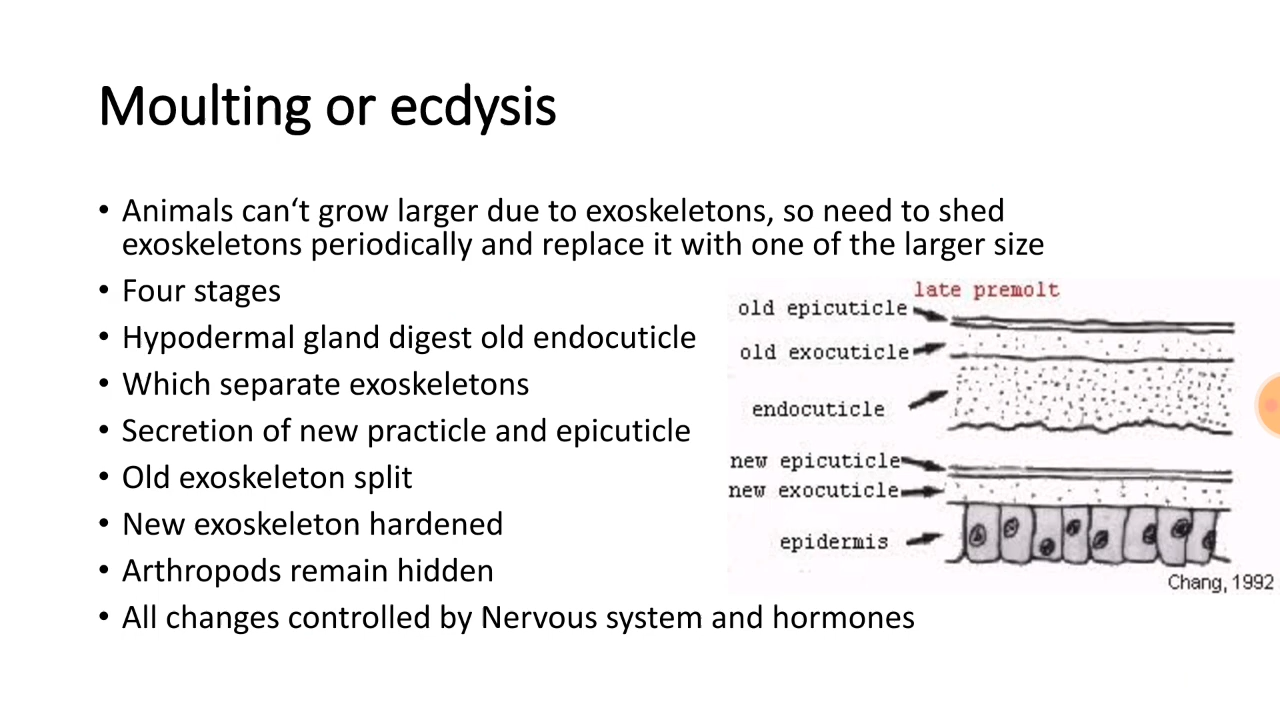 Moulting or ecdysis
• Animals can‘t grow larger due to exoskeletons, so need to shed
exoskeletons periodically and replace it with one of the larger size
• Four stages
• Hypodermal gland digest old endocuticle
• Which separate exoskeletons
• Secretion of new practicle and epicuticle
• Old exoskeleton split
• New exoskeleton hardened
• Arthropods remain hidden
• All changes controlled by Nervous system and hormones
late premolt
old epicuticle
old exocuticle
endocuticle
new epicuticle
new exocuticle
epidermis
Chang, 1992